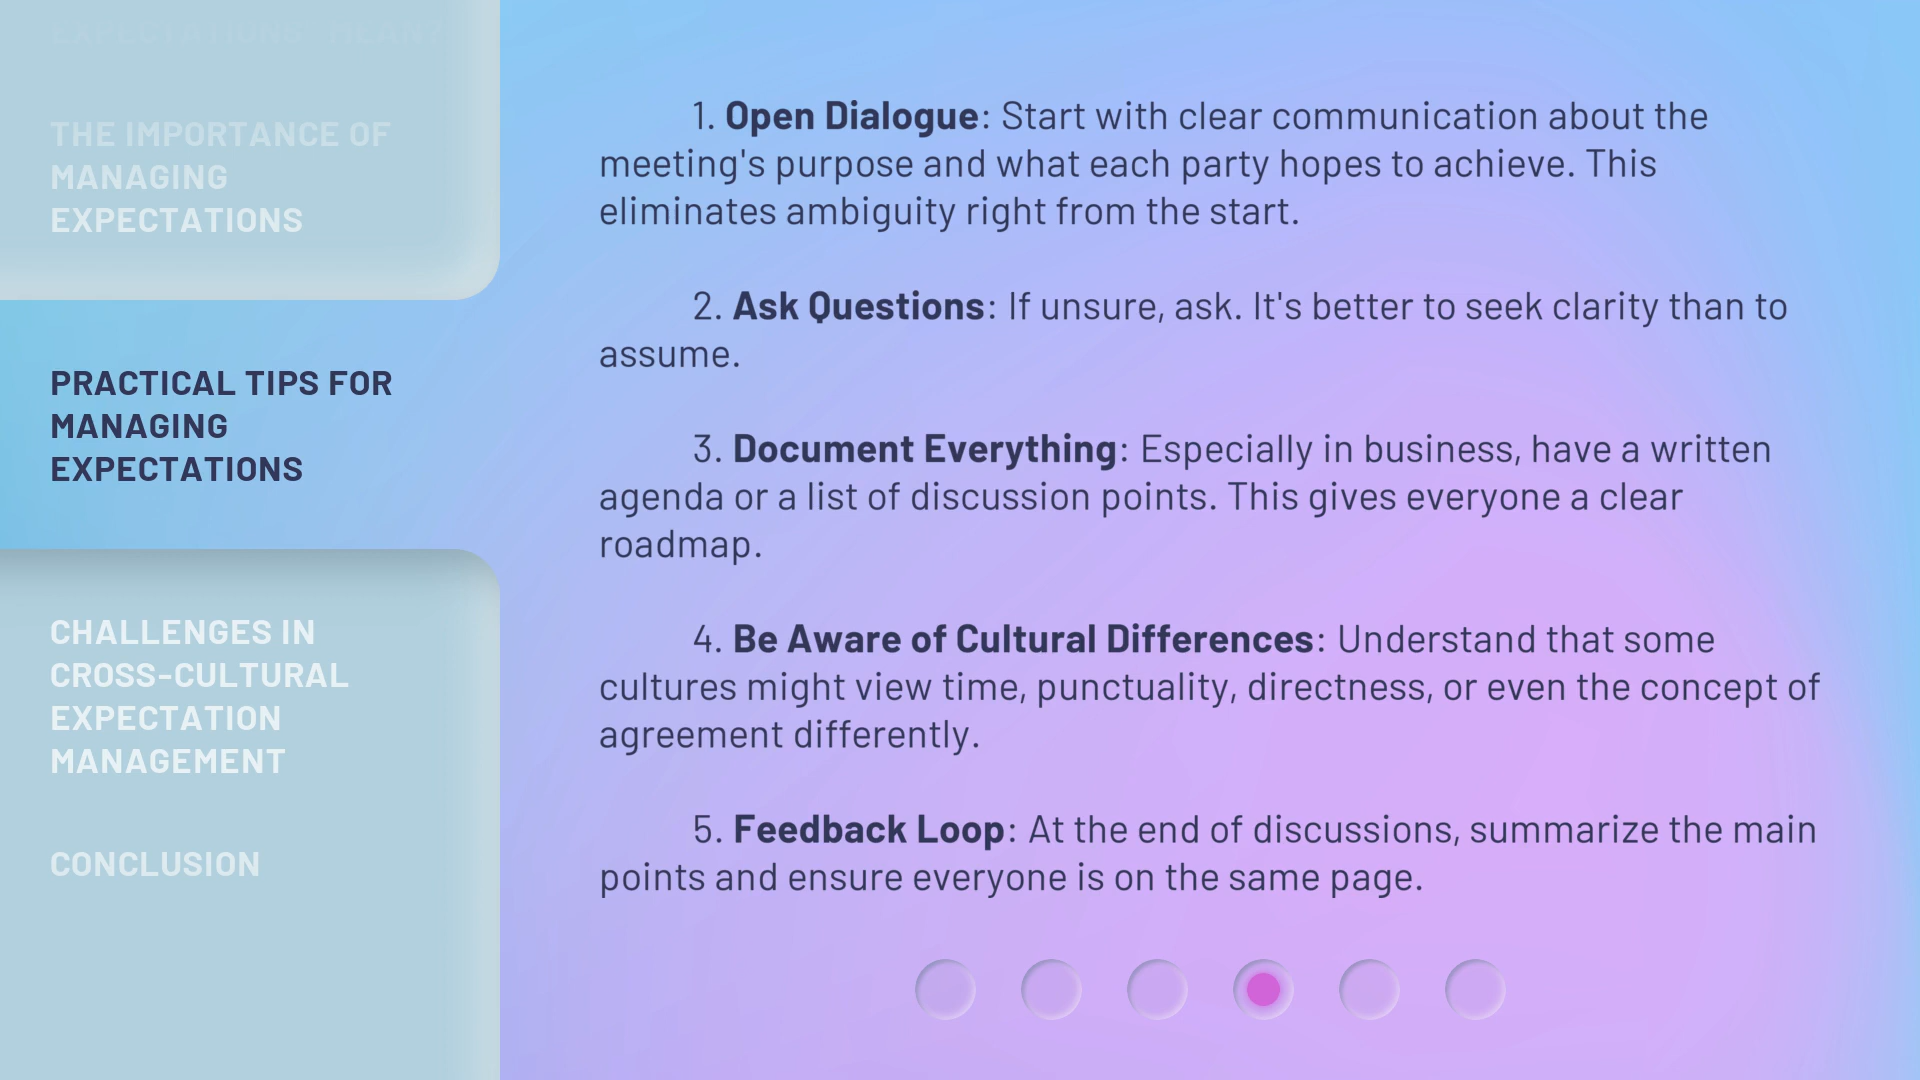 EXPECTATIONS" MEAN?
THE IMPORTANCE OF
MANAGING
EXPECTATIONS
PRACTICAL TIPS FOR
MANAGING
EXPECTATIONS
CHALLENGES IN
CROSS-CULTURAL
EXPECTATION
MANAGEMENT
CONCLUSION
1. Open Dialogue: Start with clear communication about the
meeting's purpose and what each party hopes to achieve. This
eliminates ambiguity right from the start.
2. Ask Questions: If unsure, ask. It's better to seek clarity than to
assume.
3. Document Everything: Especially in business, have a written
agenda or a list of discussion points. This gives everyone a clear
roadmap.
4. Be Aware of Cultural Differences: Understand that some
cultures might view time, punctuality, directness, or even the concept of
agreement differently.
5. Feedback Loop: At the end of discussions, summarize the main
points and ensure everyone is on the same page.